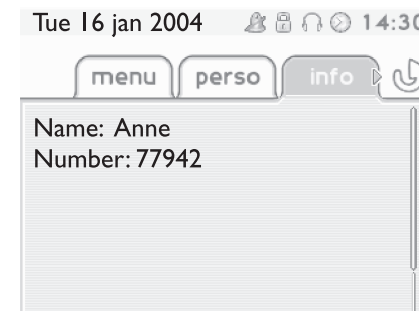 Tue 16 jan 2004 14:30
menu perso info
Name: Anne
Number: 77942